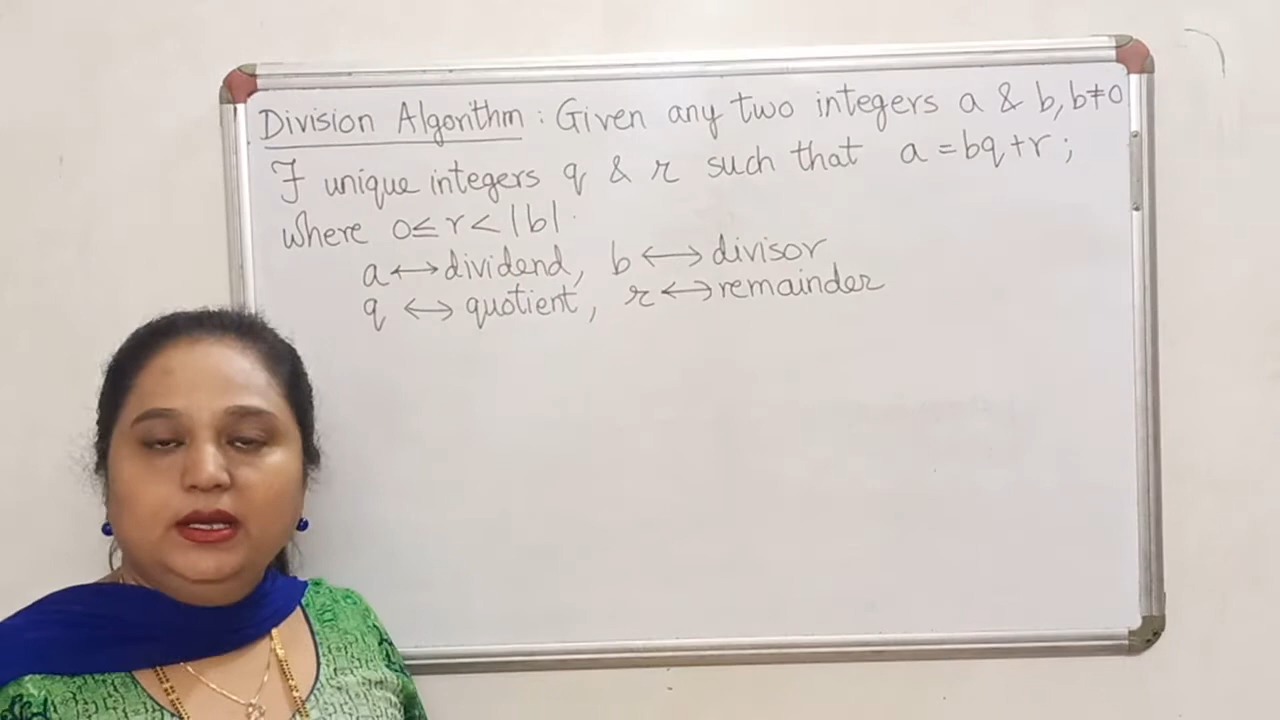 Division Algorithm : Given any two integers a & b, b≠0
∃ unique integers q & r such that a = bq + r ;
where 0 ≤ r < |b|.
a ↔ dividend, b ↔ divisor
q ↔ quotient, r ↔ remainder